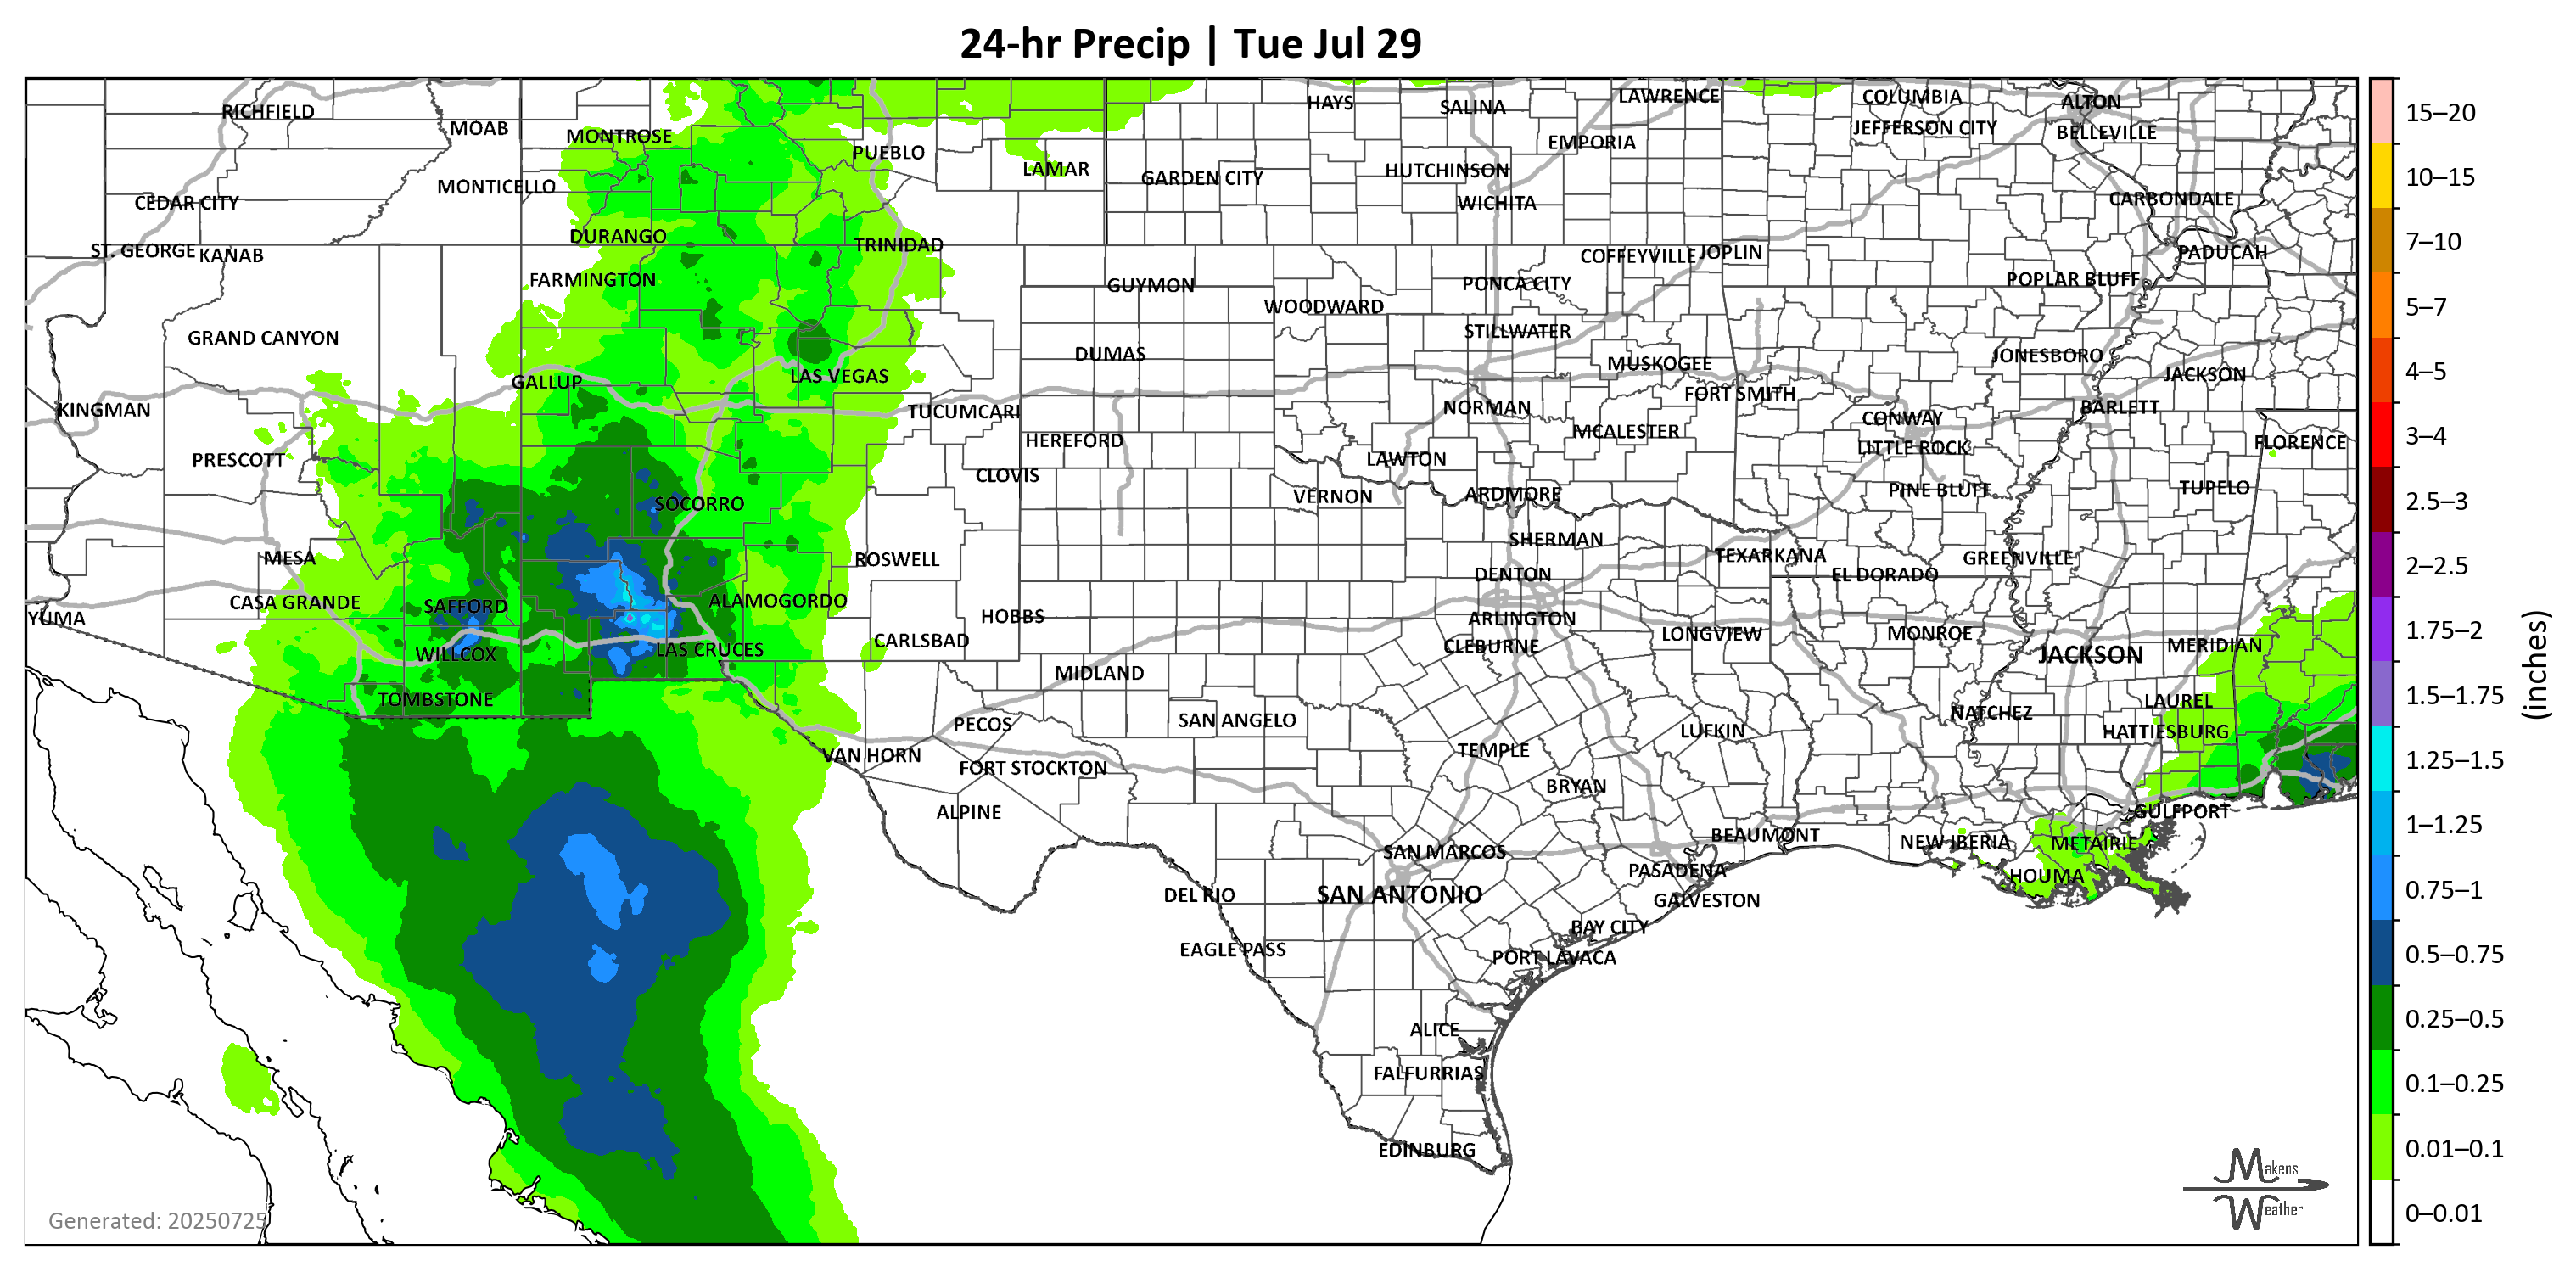 24-hr Precip | Tue Jul 29
RICHFIELD
MOAB
MONTROSE
PUEBLO
LAMAR
HAYS
SALINA
LAWRENCE
COLUMBIA
ALTON
JEFFERSON CITY
BELLEVILLE
EMPORIA
HUTCHINSON
GARDEN CITY
WICHITA
MONTICELLO
CEDAR CITY
CARBONDALE
DURANGO
TRINIDAD
ST. GEORGE
KANAB
FARMINGTON
GUYMON
WOODWARD
PONCA CITY
COFFEYVILLE
JOPLIN
POPLAR BLUFF
PADUCAH
GRAND CANYON
DUMAS
STILLWATER
MUSKOGEE
JONESBORO
JACKSON
GALLUP
LAS VEGAS
KINGMAN
TUCUMCARI
NORMAN
FORT SMITH
CONWAY
BARLETT
HEREFORD
MCALESTER
LITTLE ROCK
FLORENCE
PRESCOTT
CLOVIS
LAWTON
VERNON
ARDMORE
PINE BLUFF
TUPELO
SOCORRO
MESA
ROSWELL
SHERMAN
TEXARKANA
GREENVILLE
DENTON
EL DORADO
CASA GRANDE
SAFFORD
ALAMOGORDO
YUMA
HOBBS
ARLINGTON
CARLSBAD
CLEBURNE
LONGVIEW
MONROE
JACKSON
MERIDIAN
WILLCOX
LAS CRUCES
MIDLAND
TOMBSTONE
PECOS
SAN ANGELO
LUFKIN
NATCHEZ
LAUREL
HATTIESBURG
VAN HORN
FORT STOCKTON
TEMPLE
BRYAN
ALPINE
GULFPORT
BEAUMONT
NEW IBERIA
METAIRIE
SAN MARCOS
PASADENA
HOUMA
DEL RIO
SAN ANTONIO
GALVESTON
BAY CITY
EAGLE PASS
PORT LAVACA
ALICE
FALFURRIAS
EDINBURG
Generated: 20250725
Makens
Weather
15–20
10–15
7–10
5–7
4–5
3–4
2.5–3
2–2.5
1.75–2
1.5–1.75
1.25–1.5
1–1.25
0.75–1
0.5–0.75
0.25–0.5
0.1–0.25
0.01–0.1
0–0.01
(inches)